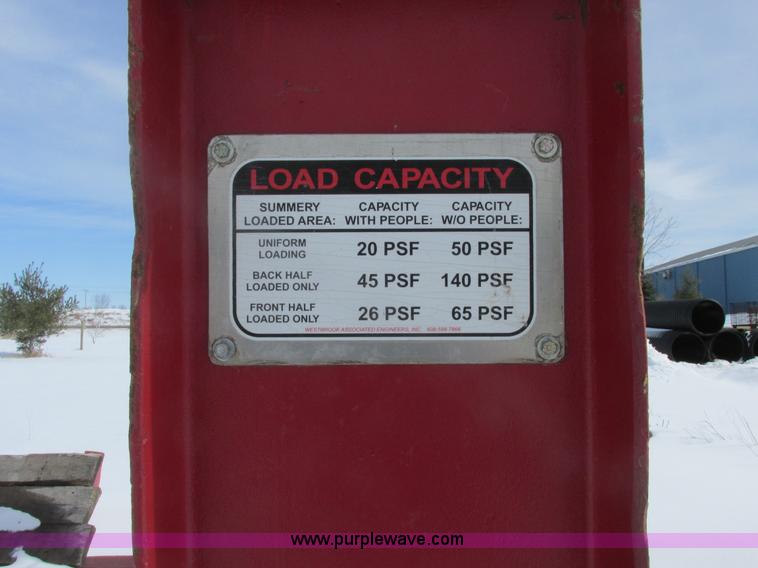 LOAD CAPACITY
SUMMERY LOADED AREA: CAPACITY WITH PEOPLE: CAPACITY W/O PEOPLE:
UNIFORM LOADING 20 PSF 50 PSF
BACK HALF LOADED ONLY 45 PSF 140 PSF
FRONT HALF LOADED ONLY 26 PSF 65 PSF
WESTBROOK ASSOCIATED ENGINEERS, INC.
www.purplewave.com